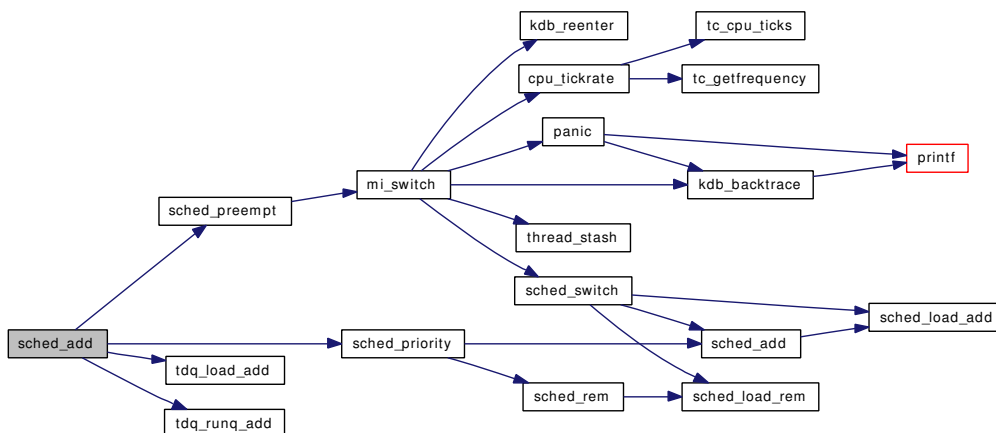 kdb_reenter
tc_cpu_ticks
cpu_tickrate
tc_getfrequency
panic
printf
mi_switch
kdb_backtrace
sched_preempt
thread_stash
sched_switch
sched_load_add
sched_add
sched_priority
sched_add
tdq_load_add
sched_rem
sched_load_rem
tdq_runq_add